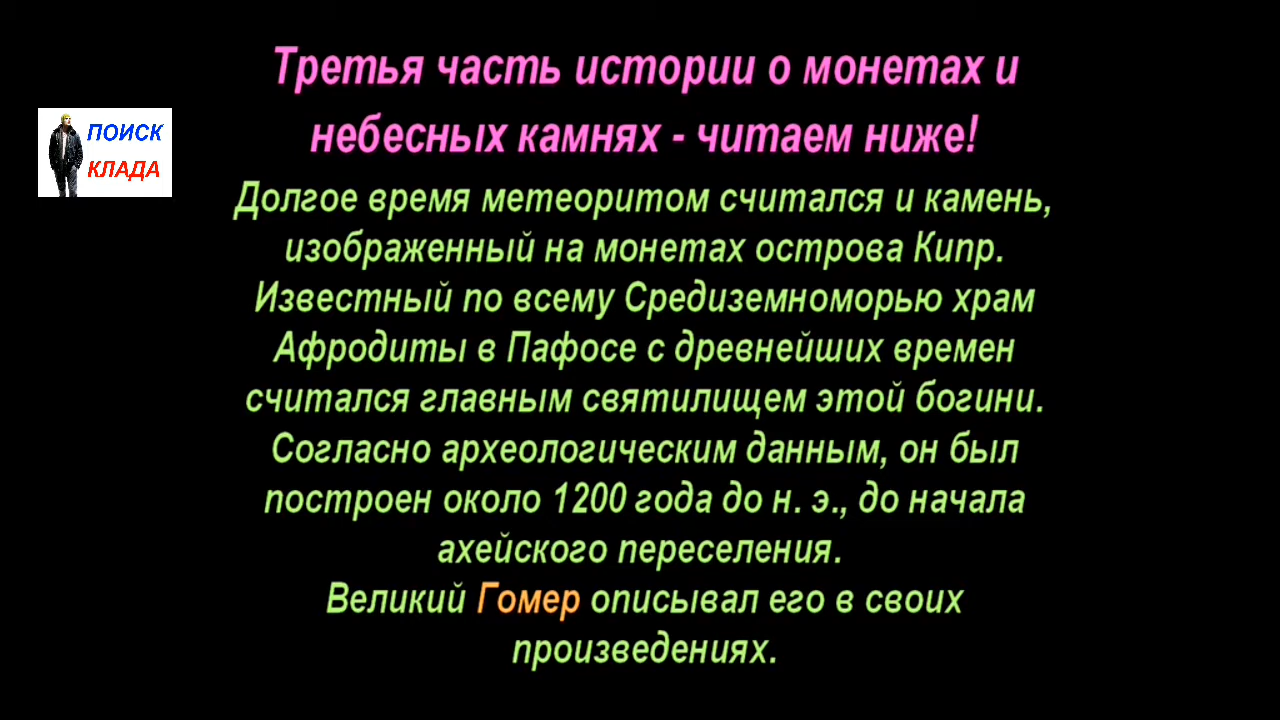 Третья часть истории о монетах и
небесных камнях - читаем ниже!
ПОИСК
КЛАДА
Долгое время метеоритом считался и камень,
изображенный на монетах острова Кипр.
Известный по всему Средиземноморью храм
Афродиты в Пафосе с древнейших времен
считался главным святилищем этой богини.
Согласно археологическим данным, он был
построен около 1200 года до н. э., до начала
ахейского переселения.
Великий Гомер описывал его в своих
произведениях.